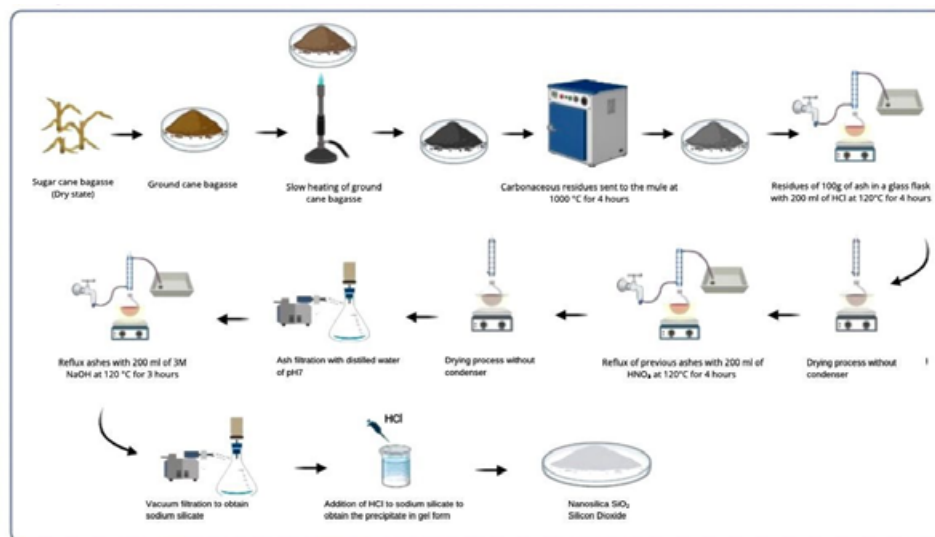 Sugar cane bagasse
(Dry state)
Ground cane bagasse
Slow heating of ground
cane bagasse
Carbonaceous residues sent to the mule at
1000 °C for 4 hours
Residues of 100g of ash in a glass flask
with 200 ml of HCl at 120°C for 4 hours
Reflux ashes with 200 ml of 3M
NaOH at 120 °C for 3 hours
Ash filtration with distilled water
of pH7
Drying process without
condenser
Reflux of previous ashes with 200 ml of
HNO₃ at 120°C for 4 hours
Drying process without
condenser
HCl
Vacuum filtration to obtain
sodium silicate
Addition of HCl to sodium silicate to
obtain the precipitate in gel form
Nanosilica SiO₂
Silicon Dioxide